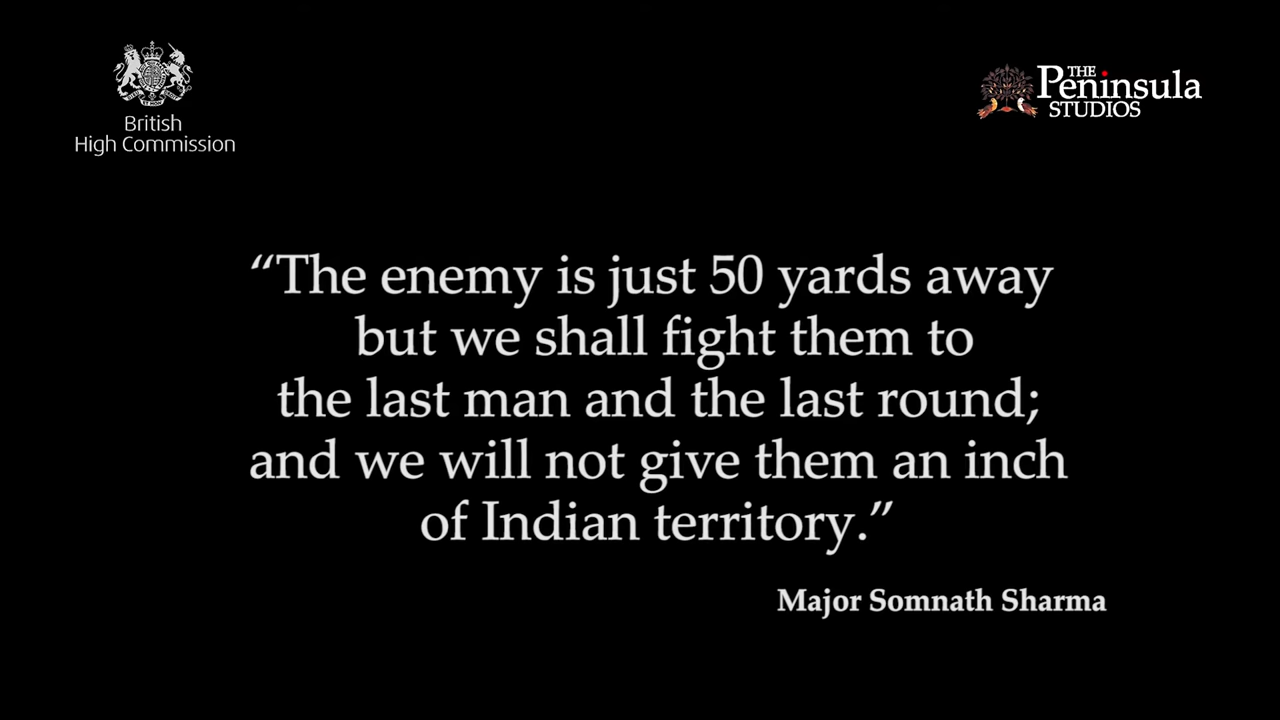 British
High Commission
THE
Peninsula
STUDIOS
“The enemy is just 50 yards away
but we shall fight them to
the last man and the last round;
and we will not give them an inch
of Indian territory.”
Major Somnath Sharma